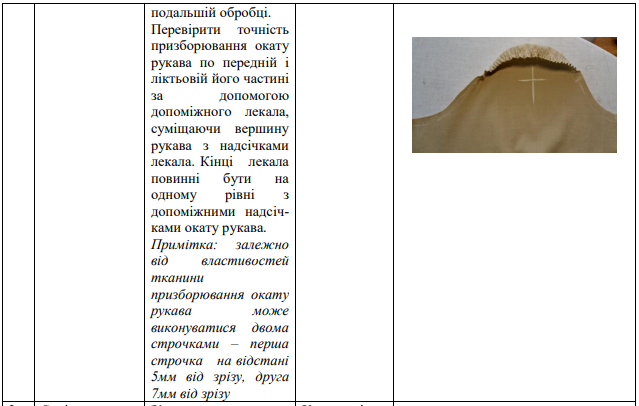 подальшій обробці.
Перевірити точність
призборювання окату
рукава по передній і
ліктьовій його частині
за допомогою
допоміжного лекала,
суміщаючи вершину
рукава з надсічками
лекала. Кінці лекала
повинні бути на
одному рівні з
допоміжними надсіч-
ками окату рукава.
Примітка: залежно
від властивостей
тканини
призборювання окату
рукава може
виконуватися двома
строчками – перша
строчка на відстані
5мм від зрізу, друга
7мм від зрізу